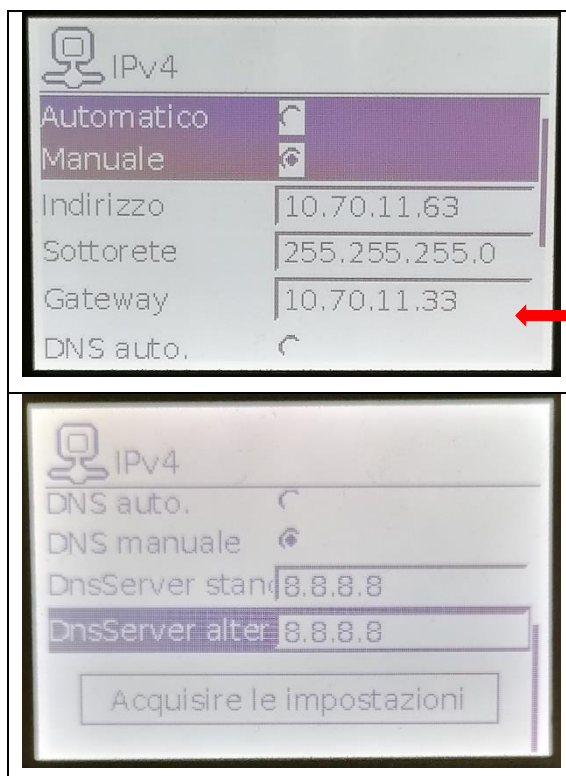 IPv4
Automatico
Manuale
Indirizzo 10.70.11.63
Sottorete 255.255.255.0
Gateway 10.70.11.33
DNS auto.
IPv4
DNS auto.
DNS manuale
DnsServer stand 8.8.8.8
DnsServer alter 8.8.8.8
Acquisire le impostazioni